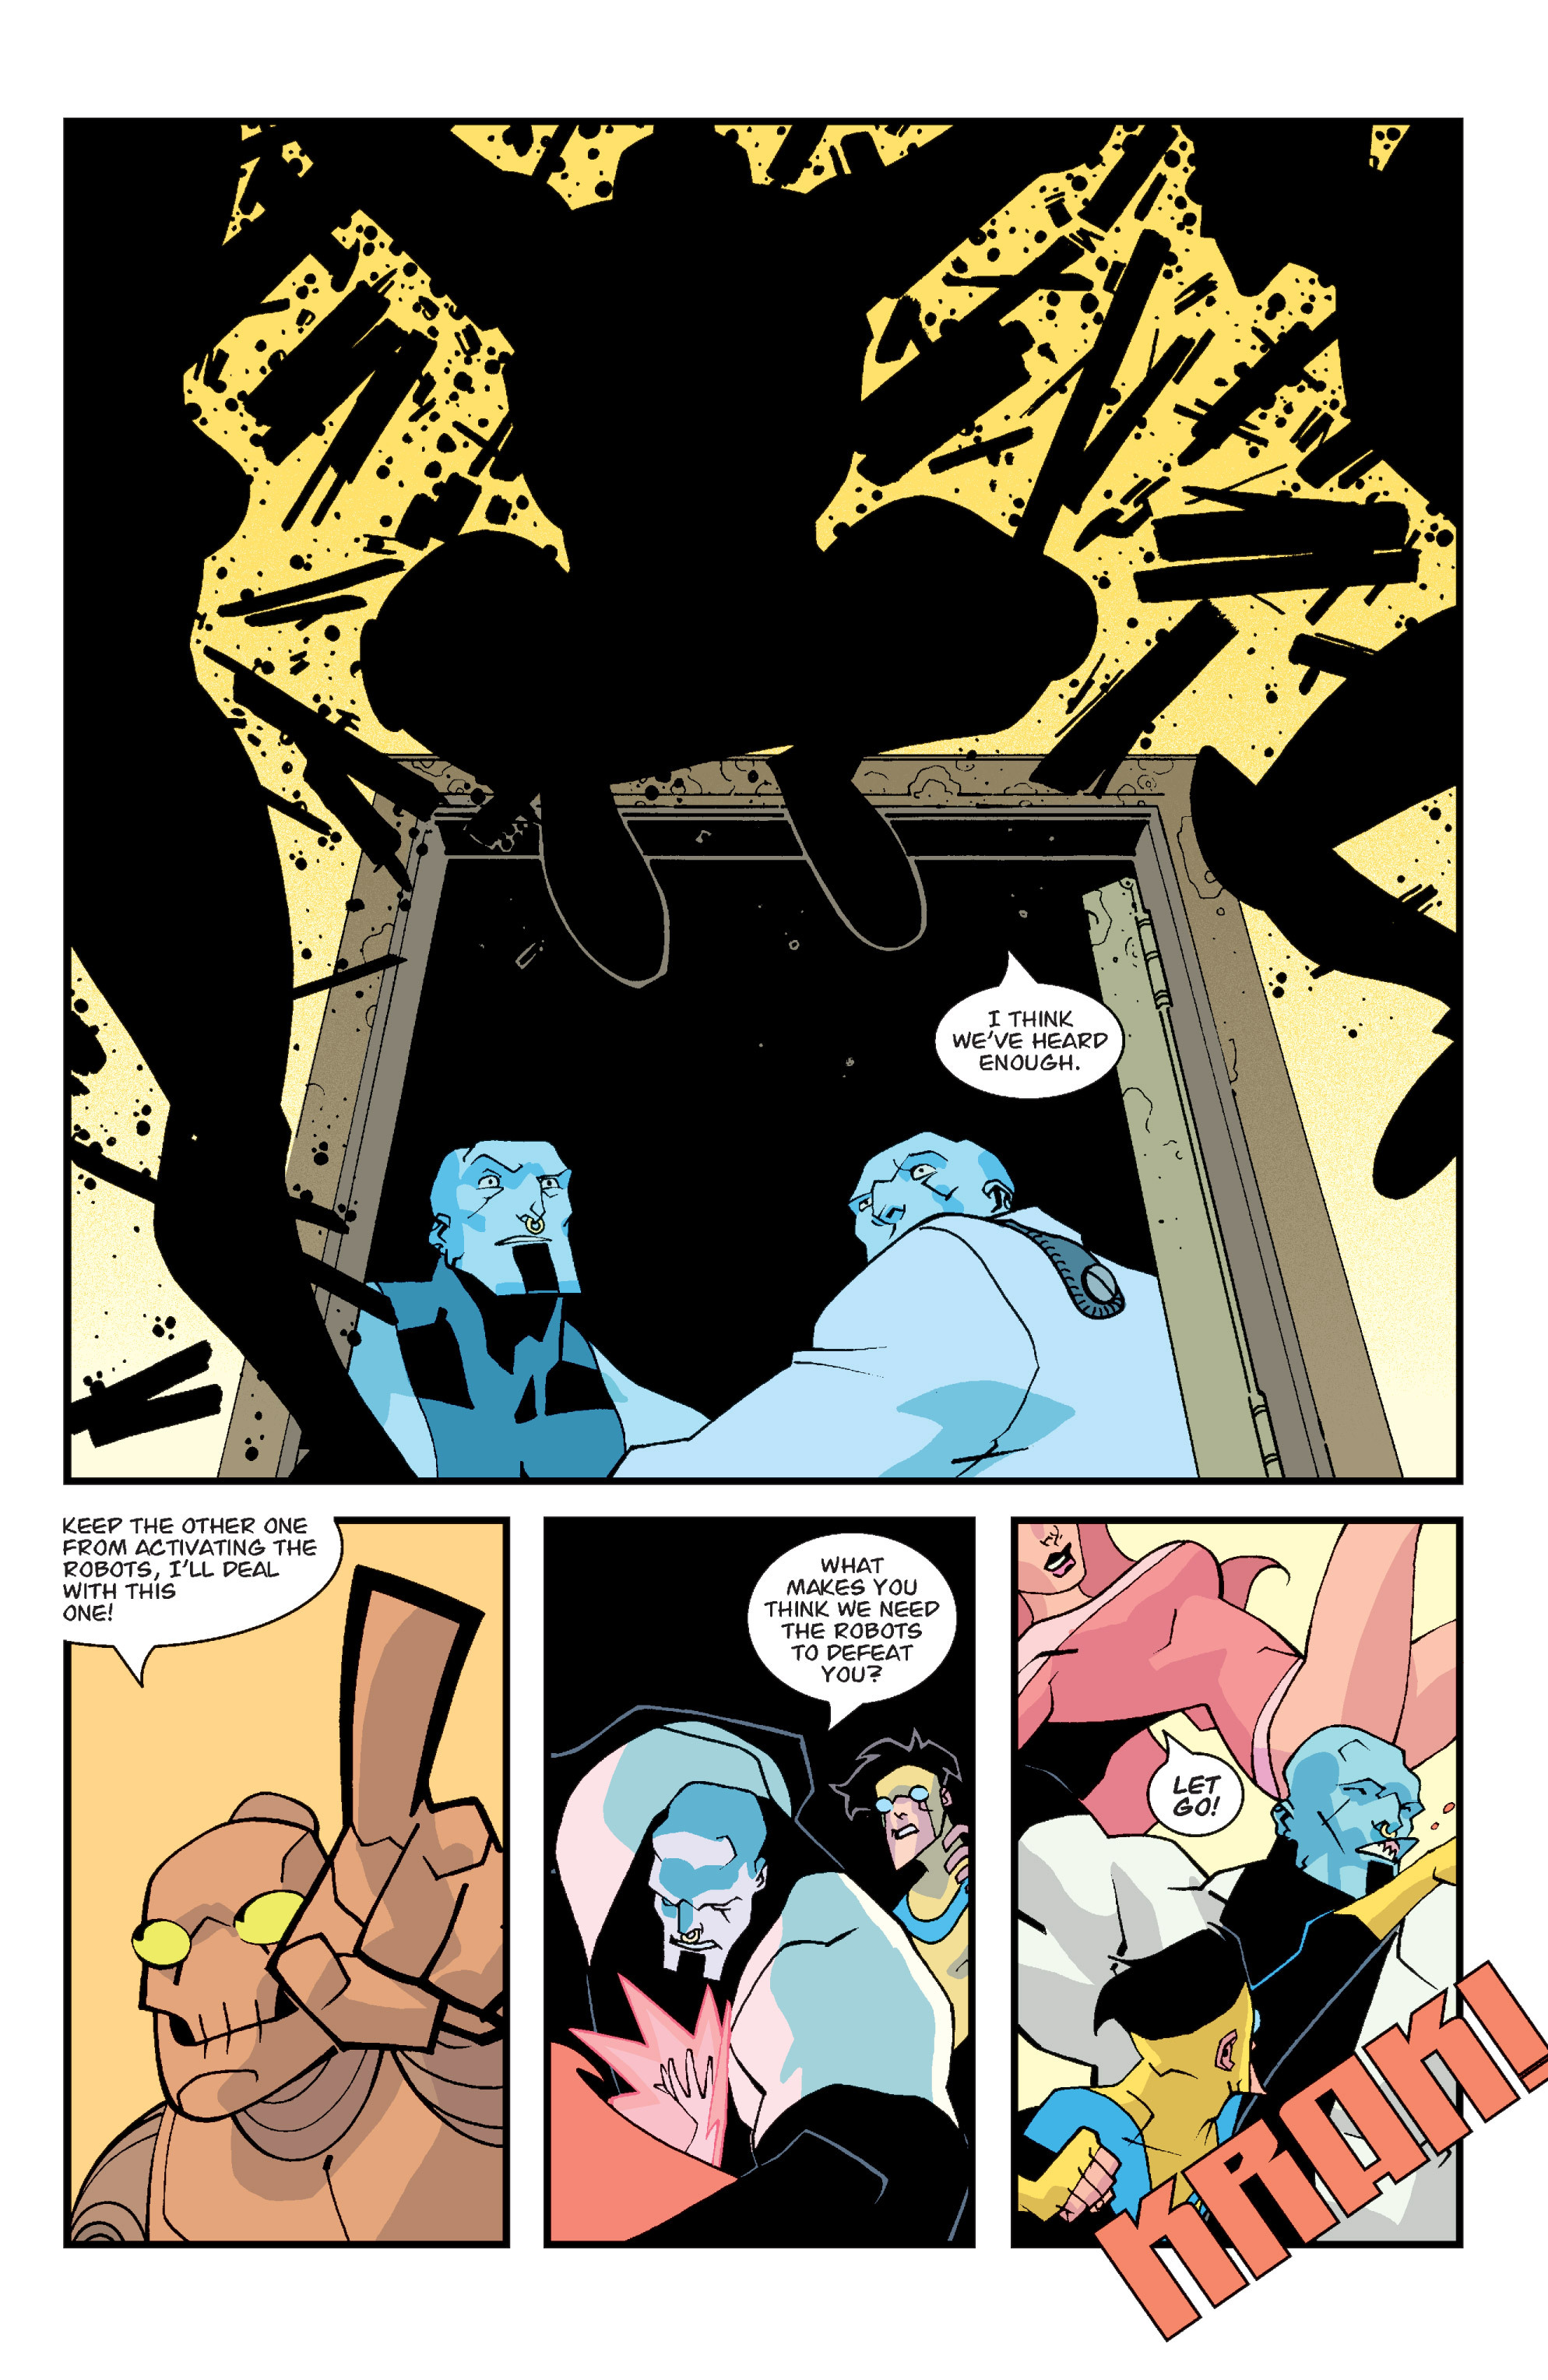 I THINK
WE'VE HEARD
ENOUGH.
KEEP THE OTHER ONE
FROM ACTIVATING THE
ROBOTS, I'LL DEAL
WITH THIS
ONE!
WHAT
MAKES YOU
THINK WE NEED
THE ROBOTS
TO DEFEAT
YOU?
LET
GO!
KRAK!